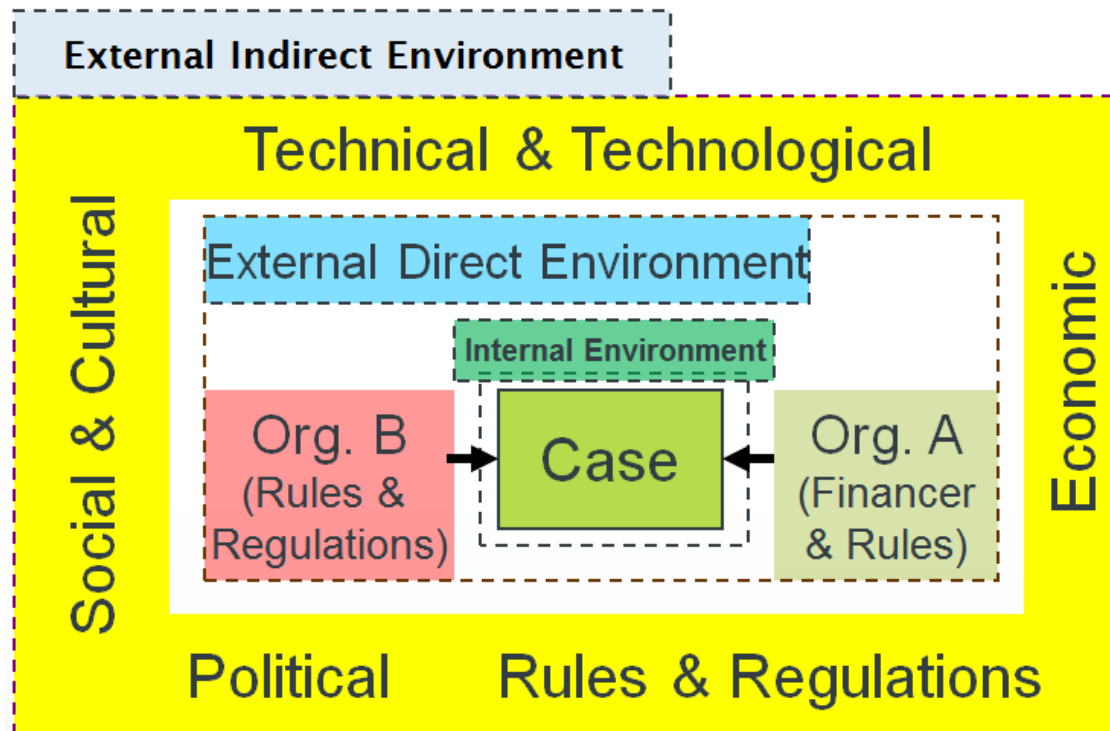 External Indirect Environment
Technical & Technological
Social & Cultural
External Direct Environment
Internal Environment
Org. B
(Rules &
Regulations)
Case
Org. A
(Financer
& Rules)
Economic
Political
Rules & Regulations